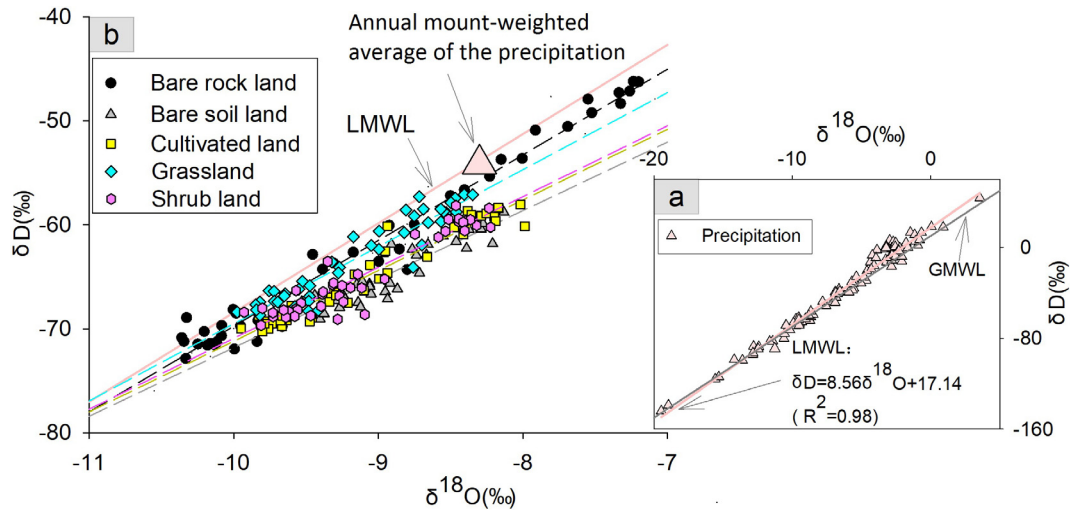 b
Bare rock land
Bare soil land
Cultivated land
Grassland
Shrub land
Annual mount-weighted
average of the precipitation
LMWL
-40
-50
-60
-70
-80
δD(‰)
-11
-10
-9
-8
-7
δ18O(‰)
δ18O(‰)
-20
-10
0
a
Precipitation
GMWL
LMWL:
δD=8.56δ18O+17.14
(R2=0.98)
0
-80
-160
δD(‰)